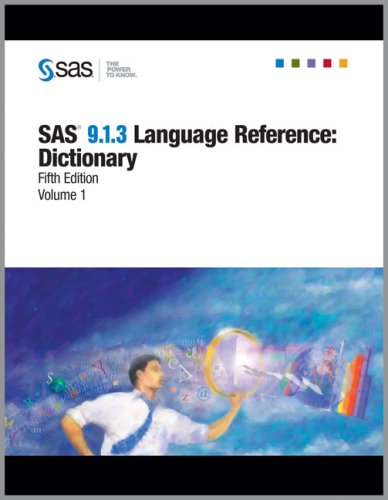 sas
THE
POWER
TO KNOW.
SAS® 9.1.3 Language Reference:
Dictionary
Fifth Edition
Volume 1